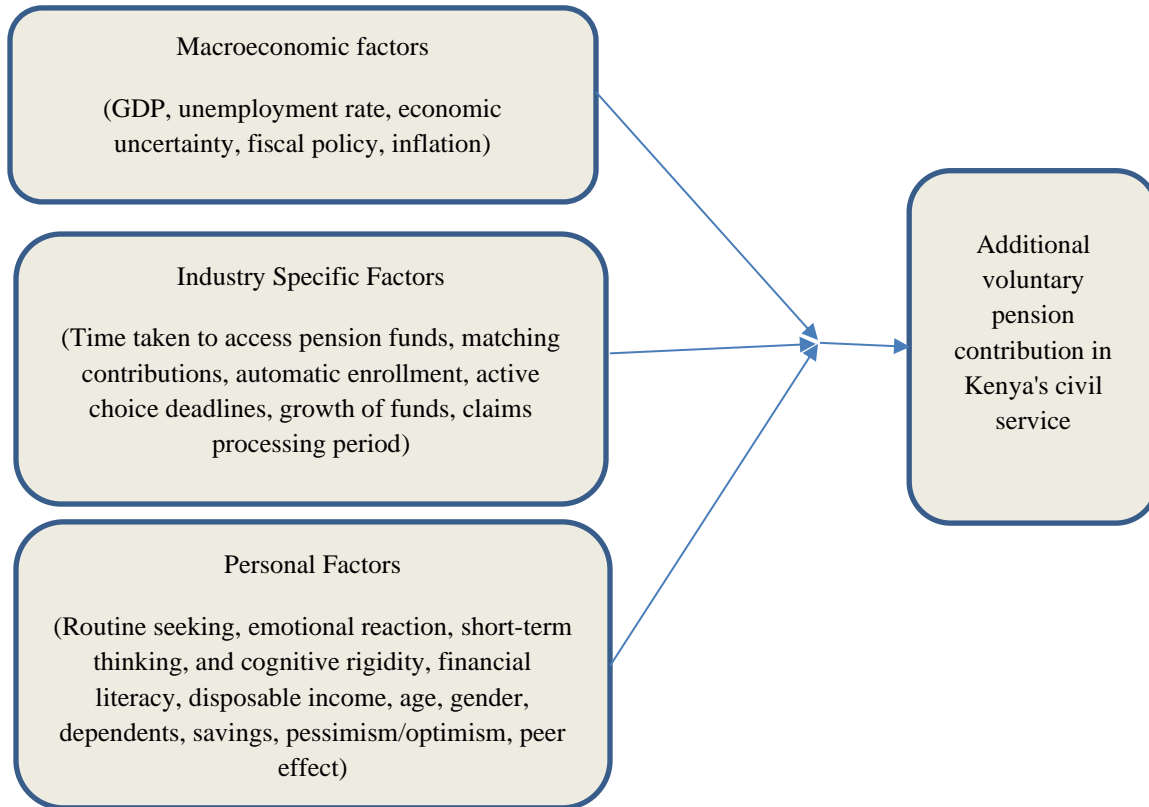 Macroeconomic factors
(GDP, unemployment rate, economic
uncertainty, fiscal policy, inflation)
Industry Specific Factors
(Time taken to access pension funds, matching
contributions, automatic enrollment, active
choice deadlines, growth of funds, claims
processing period)
Personal Factors
(Routine seeking, emotional reaction, short-term
thinking, and cognitive rigidity, financial
literacy, disposable income, age, gender,
dependents, savings, pessimism/optimism, peer
effect)
Additional
voluntary
pension
contribution in
Kenya's civil
service